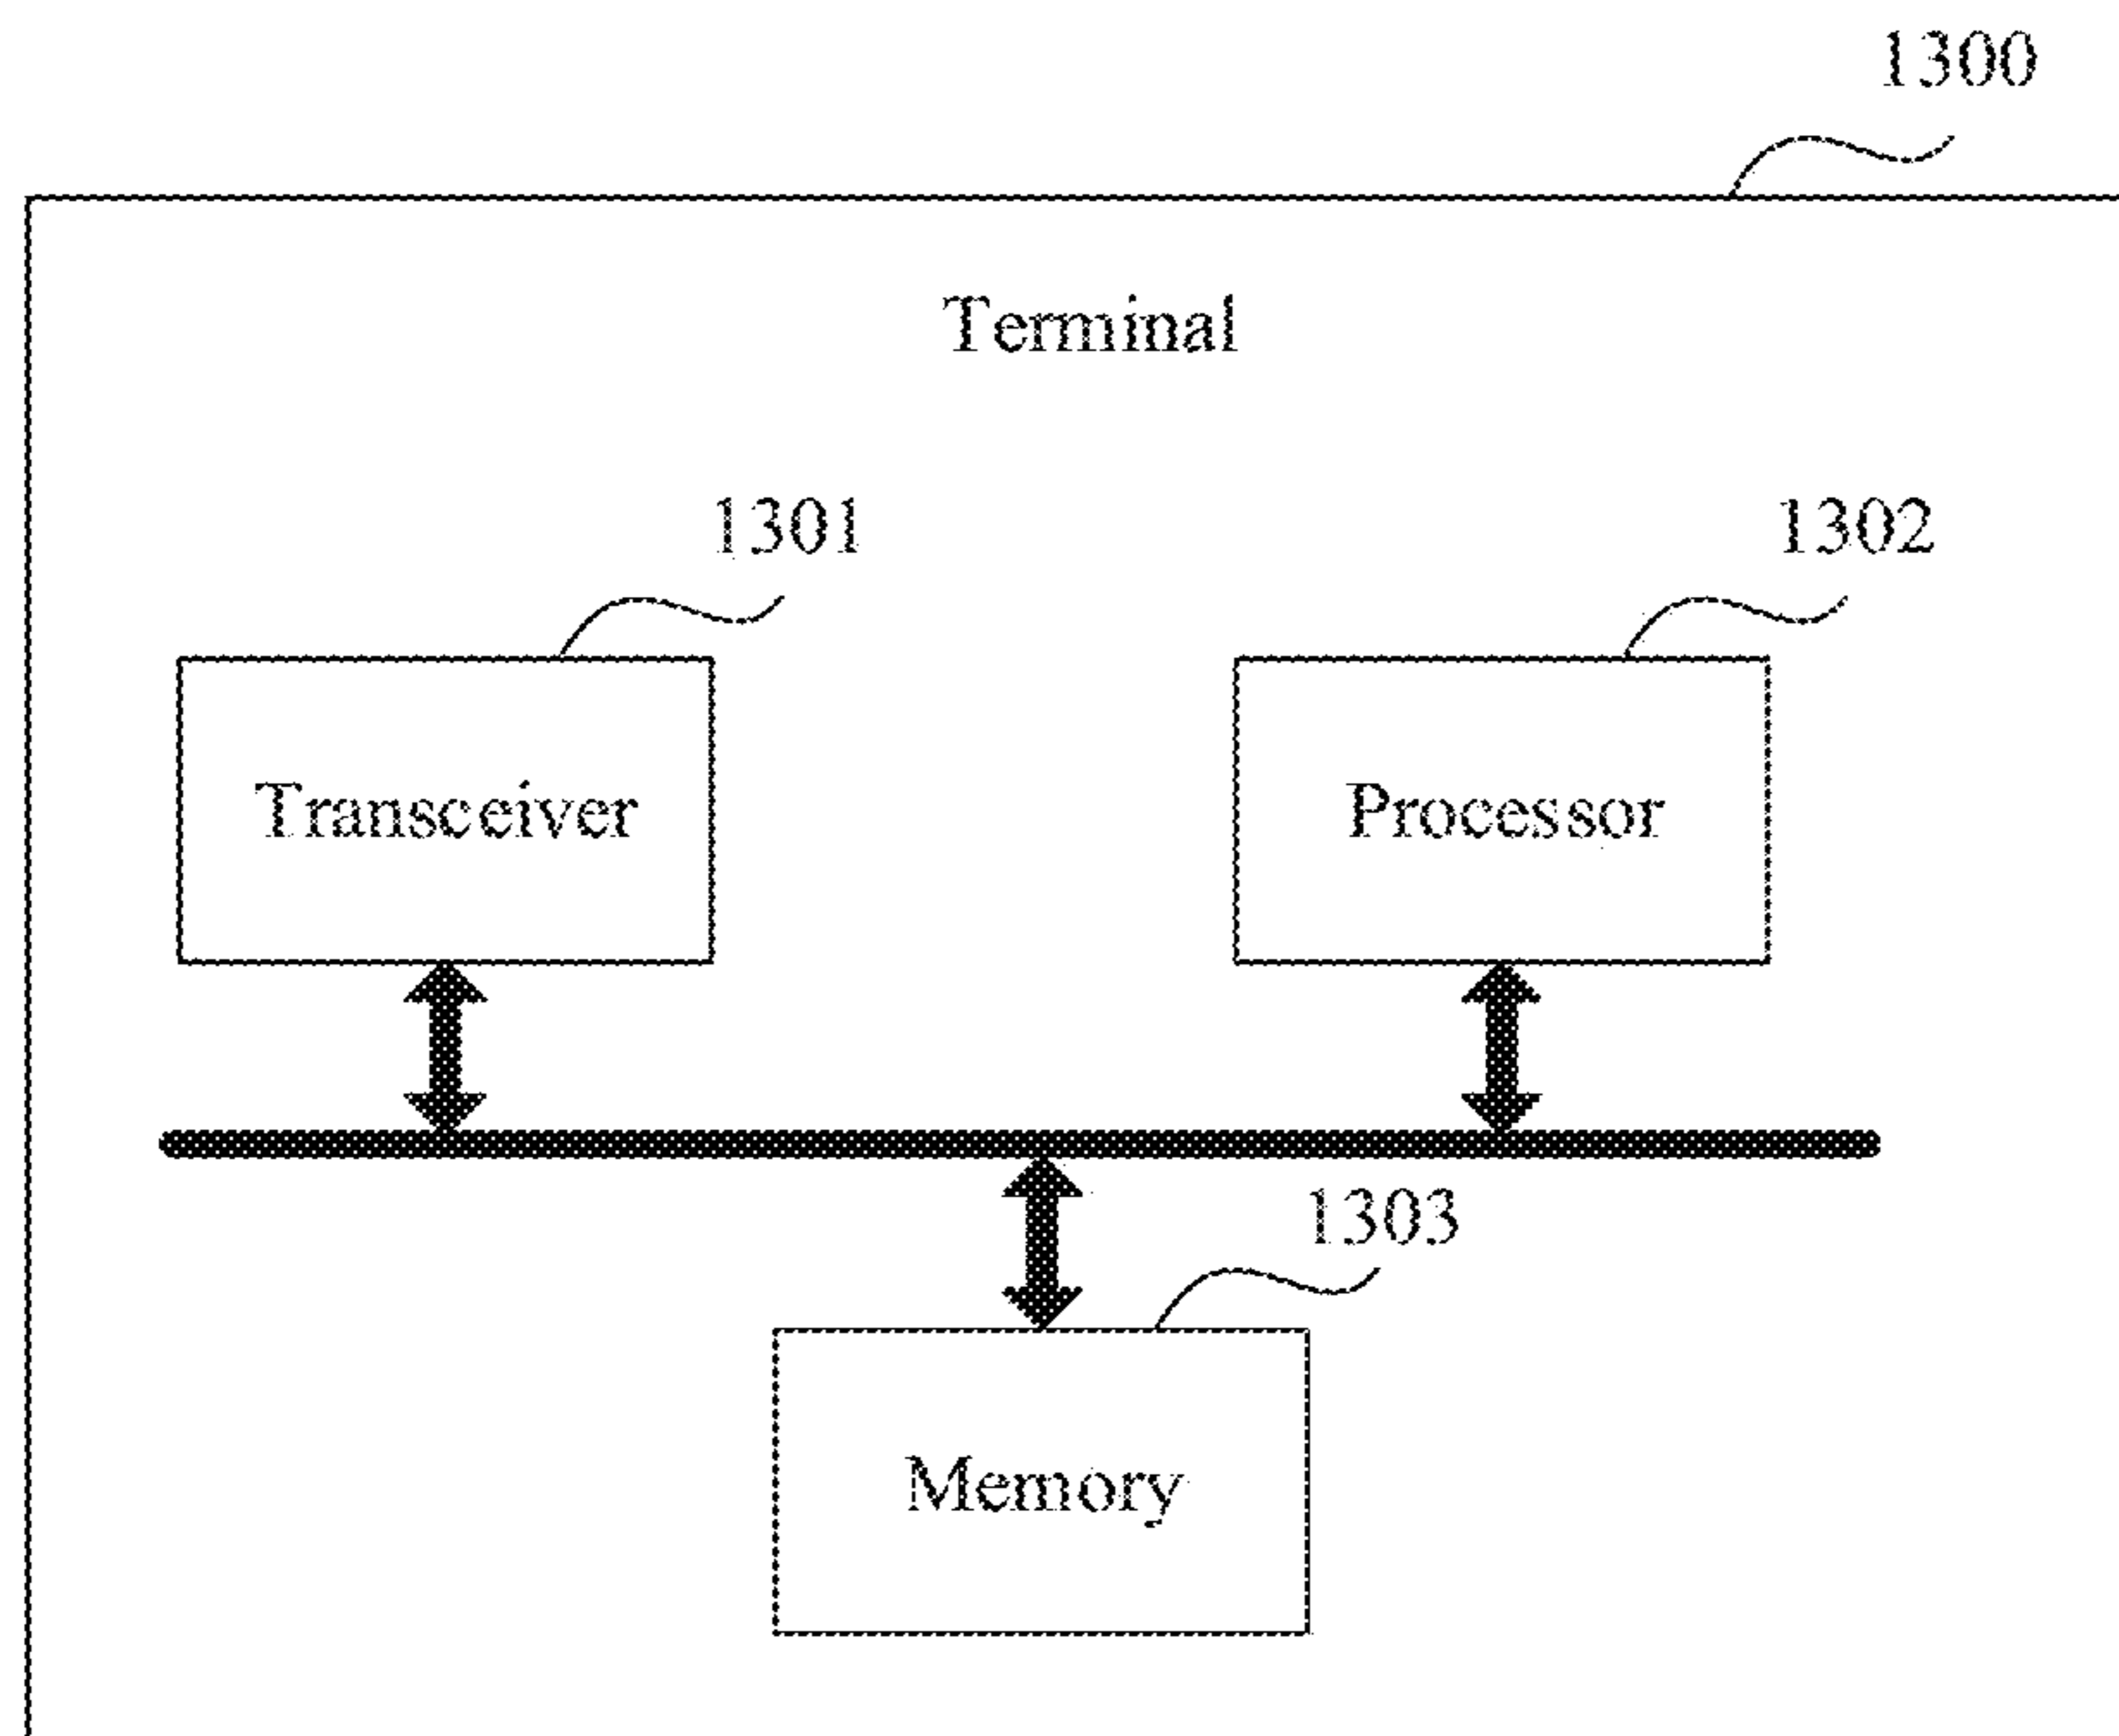 1300
Terminal
1301
1302
Transceiver
Processor
1303
Memory